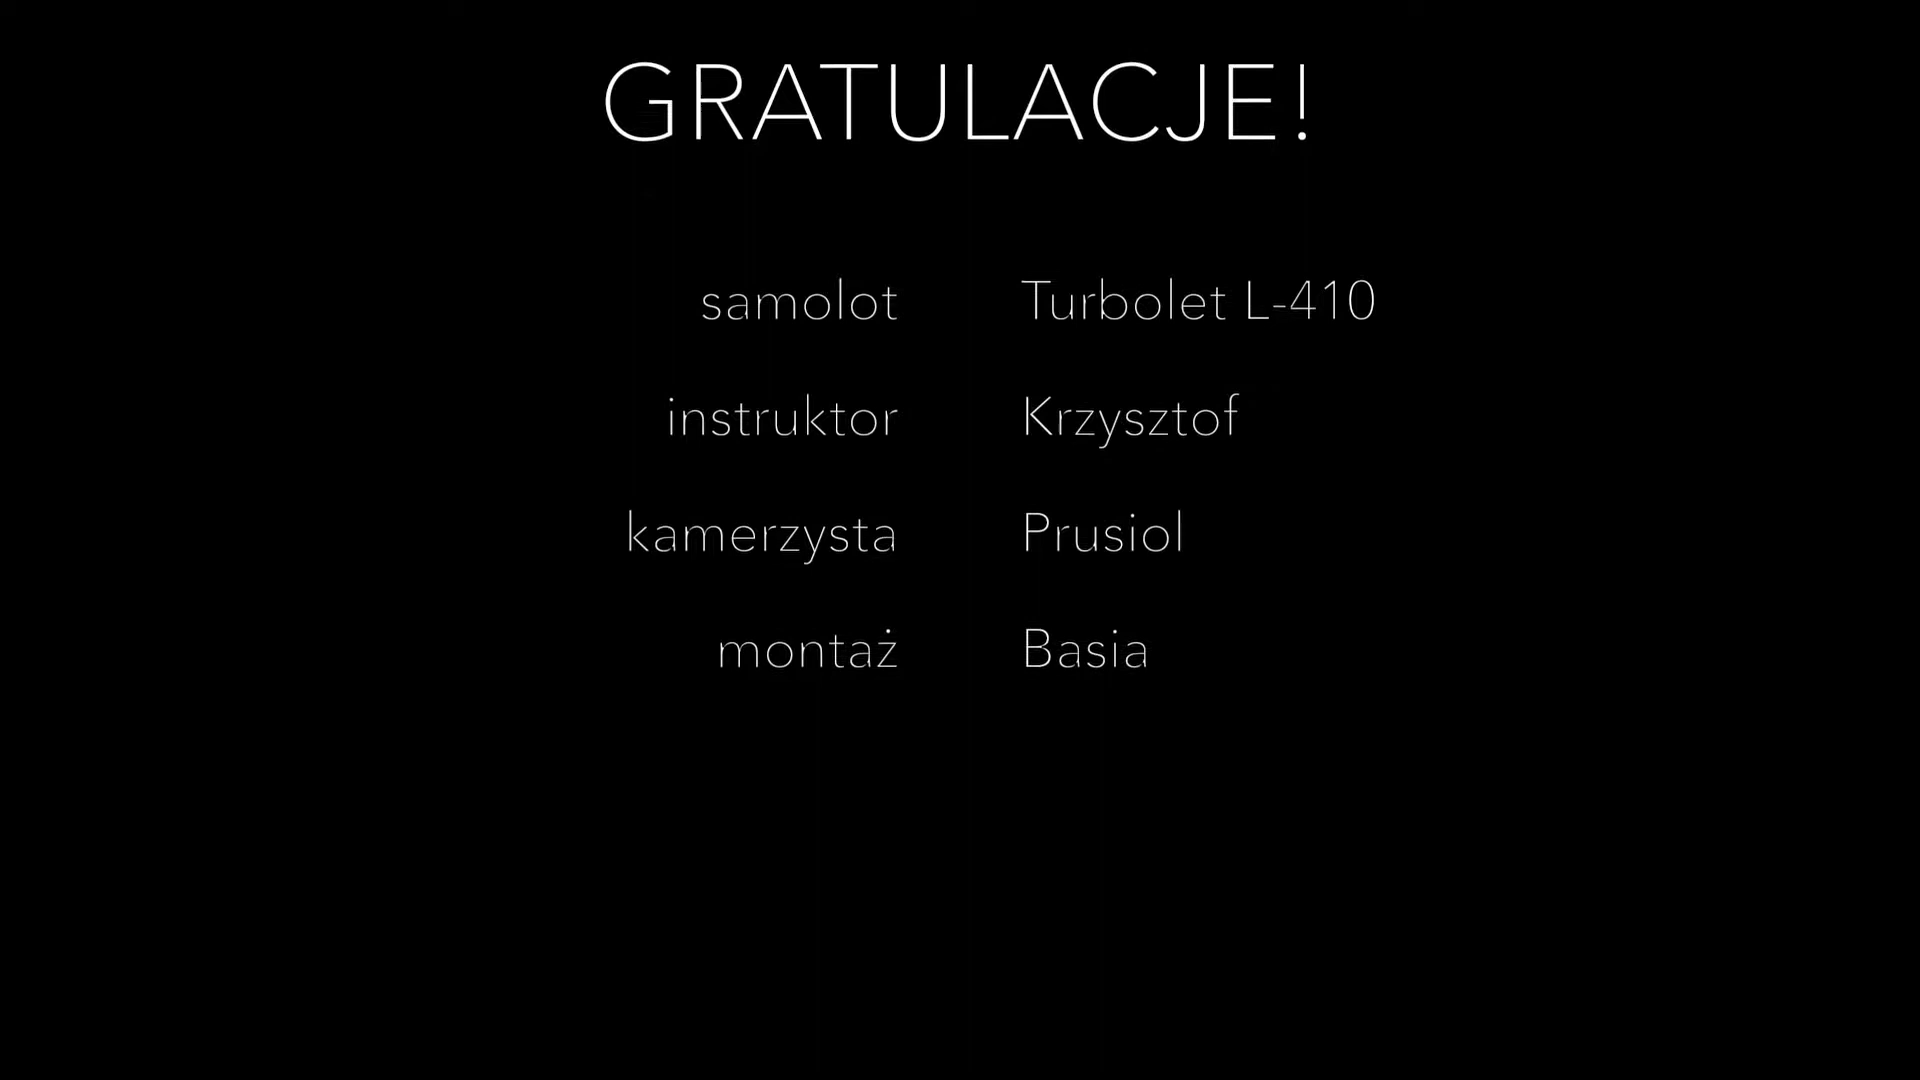 GRATULACJE!
samolot Turbolet L-410
instruktor Krzysztof
kamerzysta Prusiol
montaż Basia